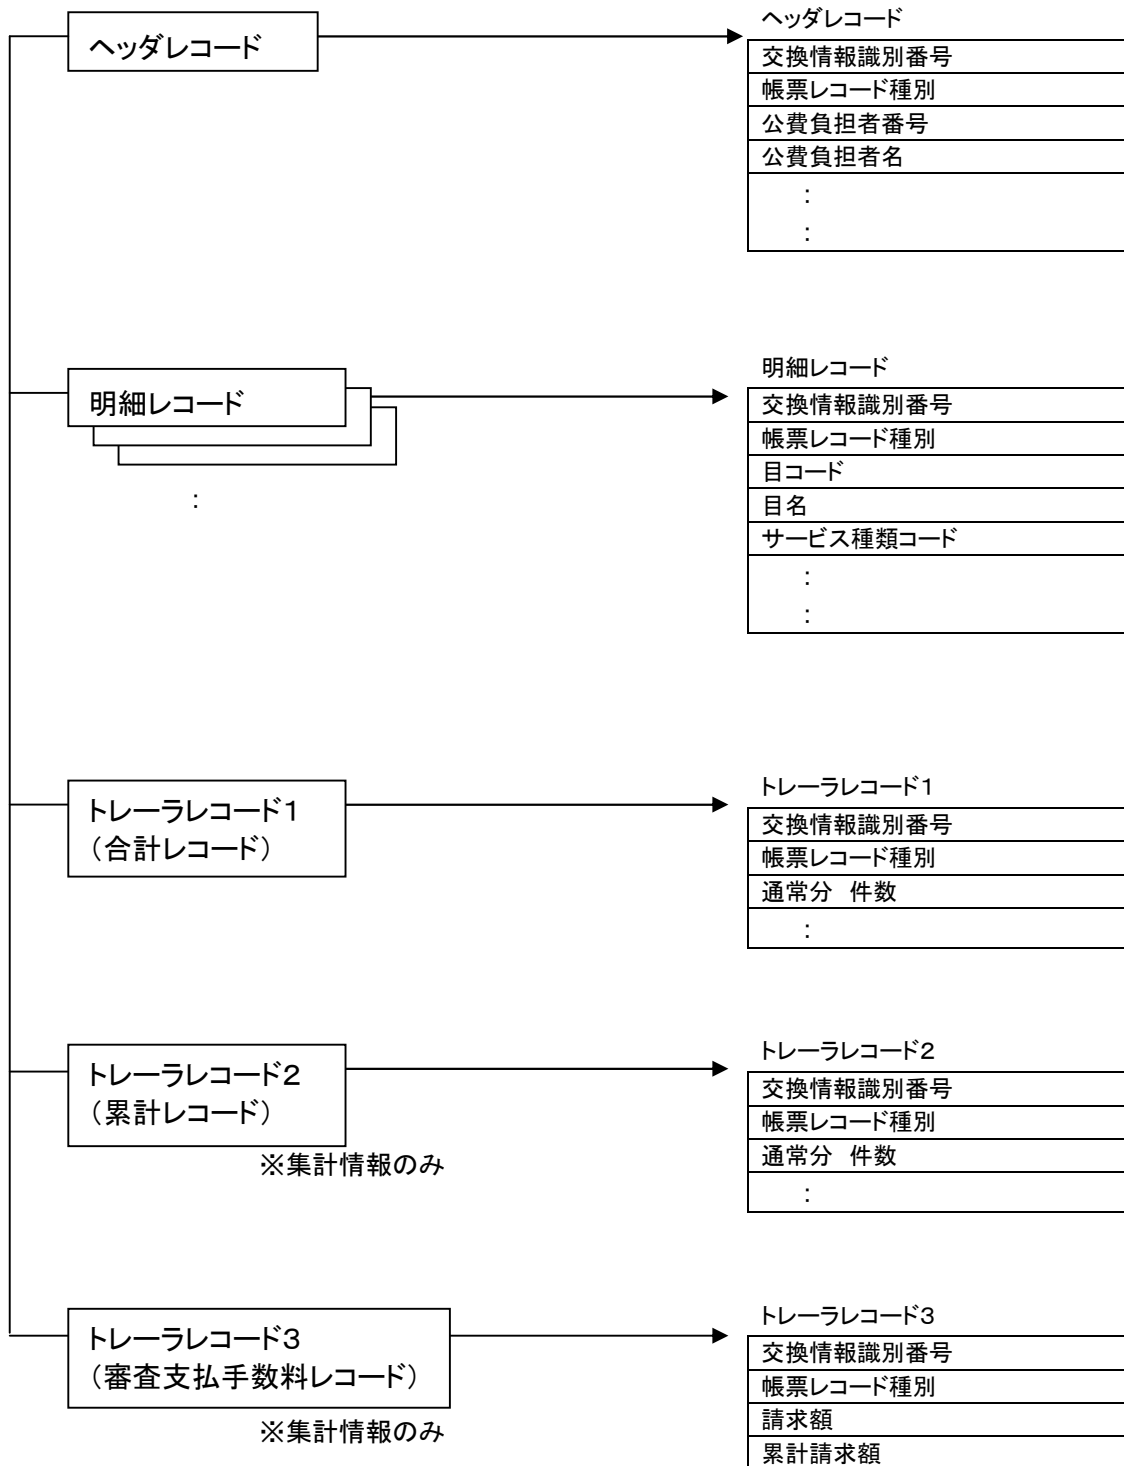 ヘッダレコード
ヘッダレコード
交換情報識別番号
帳票レコード種別
公費負担者番号
公費負担者名
：
：
明細レコード
：
明細レコード
交換情報識別番号
帳票レコード種別
目コード
目名
サービス種類コード
：
：
トレーラレコード１
（合計レコード）
トレーラレコード１
交換情報識別番号
帳票レコード種別
通常分　件数
：
トレーラレコード２
（累計レコード）
※集計情報のみ
トレーラレコード２
交換情報識別番号
帳票レコード種別
通常分　件数
：
トレーラレコード３
（審査支払手数料レコード）
※集計情報のみ
トレーラレコード３
交換情報識別番号
帳票レコード種別
請求額
累計請求額